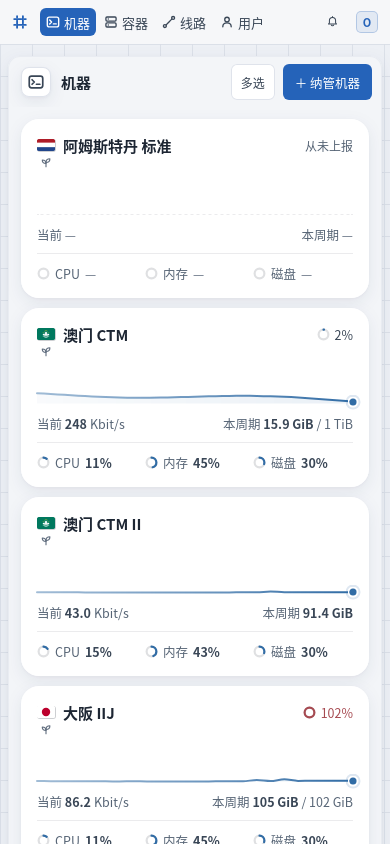 机器 容器 线路 用户 O
机器 多选 + 纳管机器
阿姆斯特丹 标准 从未上报
当前 — 本周期 —
CPU — 内存 — 磁盘 —
澳门 CTM 2%
当前 248 Kbit/s 本周期 15.9 GiB / 1 TiB
CPU 11% 内存 45% 磁盘 30%
澳门 CTM II
当前 43.0 Kbit/s 本周期 91.4 GiB
CPU 15% 内存 43% 磁盘 30%
大阪 IIJ 102%
当前 86.2 Kbit/s 本周期 105 GiB / 102 GiB
CPU 11% 内存 45% 磁盘 30%